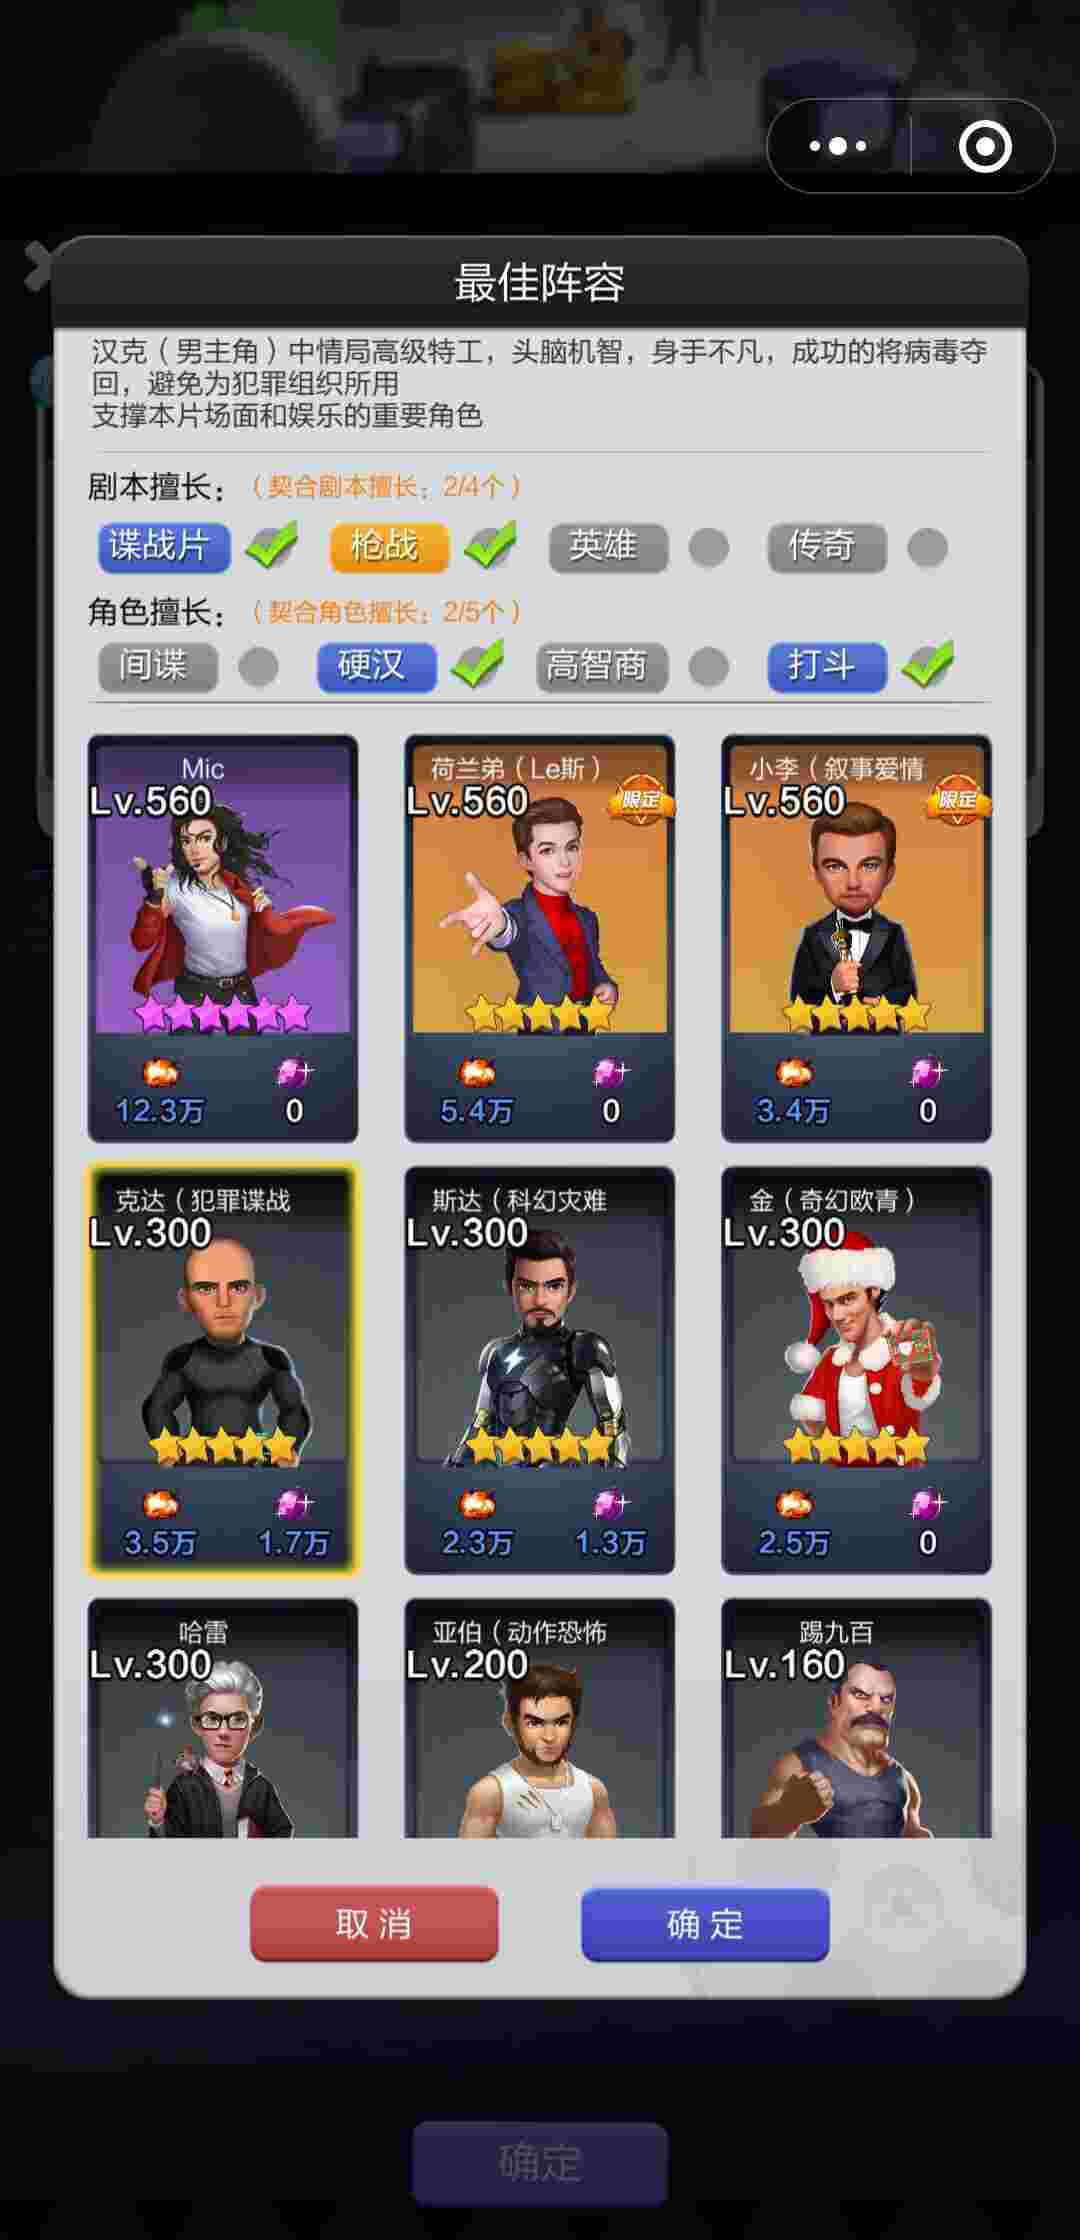 最佳阵容
汉克（男主角）中情局高级特工，头脑机智，身手不凡，成功的将病毒夺
回，避免为犯罪组织所用
支撑本片场面和娱乐的重要角色
剧本擅长：（契合剧本擅长：2/4个）
谍战片 枪战 英雄 传奇
角色擅长：（契合角色擅长：2/5个）
间谍 硬汉 高智商 打斗
Mic 荷兰弟（Le斯） 小李（叙事爱情
Lv.560 Lv.560 限定 Lv.560 限定
12.3万 0 5.4万 0 3.4万 0
克达（犯罪谍战 斯达（科幻灾难 金（奇幻欧青）
Lv.300 Lv.300 Lv.300
3.5万 1.7万 2.3万 1.3万 2.5万 0
哈雷 亚伯（动作恐怖 踢九百
Lv.300 Lv.200 Lv.160
取消 确定
确定